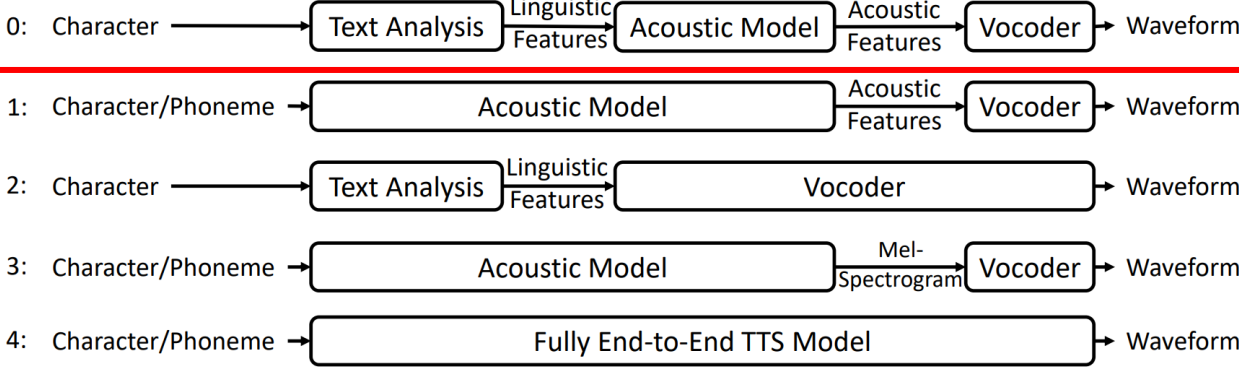 0: Character Text Analysis Linguistic Features Acoustic Model Acoustic Features Vocoder Waveform
1: Character/Phoneme Acoustic Model Acoustic Features Vocoder Waveform
2: Character Text Analysis Linguistic Features Vocoder Waveform
3: Character/Phoneme Acoustic Model Mel-Spectrogram Vocoder Waveform
4: Character/Phoneme Fully End-to-End TTS Model Waveform